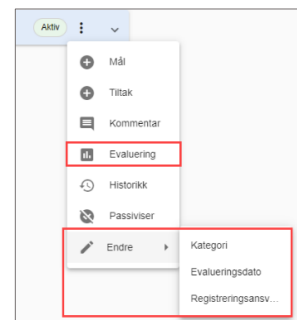 Aktiv
Mål
Tiltak
Kommentar
Evaluering
Historikk
Passiviser
Endre
Kategori
Evalueringsdato
Registreringsansv...